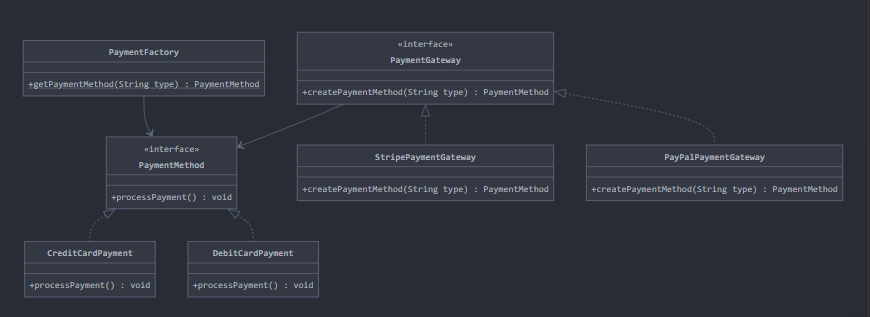 PaymentFactory
+getPaymentMethod(String type) : PaymentMethod
«interface»
PaymentGateway
+createPaymentMethod(String type) : PaymentMethod
«interface»
PaymentMethod
+processPayment() : void
StripePaymentGateway
+createPaymentMethod(String type) : PaymentMethod
PayPalPaymentGateway
+createPaymentMethod(String type) : PaymentMethod
CreditCardPayment
+processPayment() : void
DebitCardPayment
+processPayment() : void